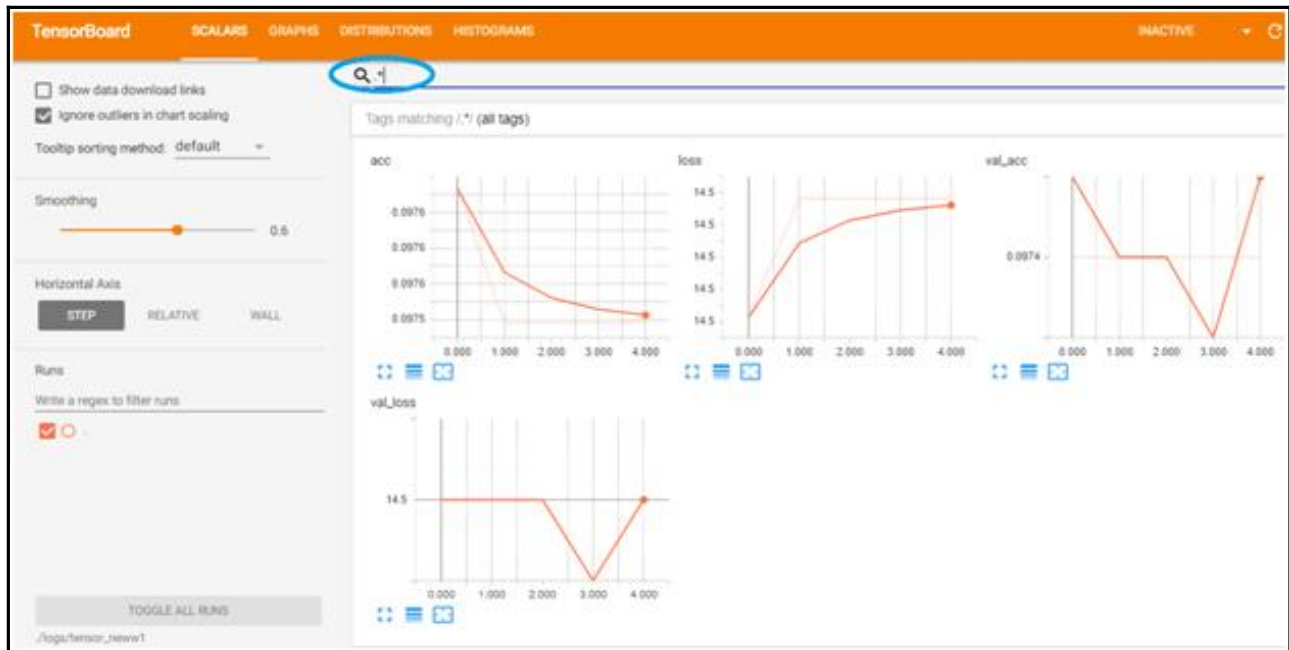 TensorBoard SCALARS GRAPHS DISTRIBUTIONS HISTOGRAMS INACTIVE
.*
Show data download links
Ignore outliers in chart scaling
Tooltip sorting method: default
Smoothing
0.6
Horizontal Axis
STEP RELATIVE WALL
Runs
Write a regex to filter runs
.
TOGGLE ALL RUNS
./logs/tensor_neww1
Tags matching /.*/ (all tags)
acc
0.0976
0.0976
0.0976
0.0975
0.000 1.000 2.000 3.000 4.000
loss
14.5
14.5
14.5
14.5
14.5
0.000 1.000 2.000 3.000 4.000
val_acc
0.0974
0.000 1.000 2.000 3.000 4.000
val_loss
14.5
0.000 1.000 2.000 3.000 4.000